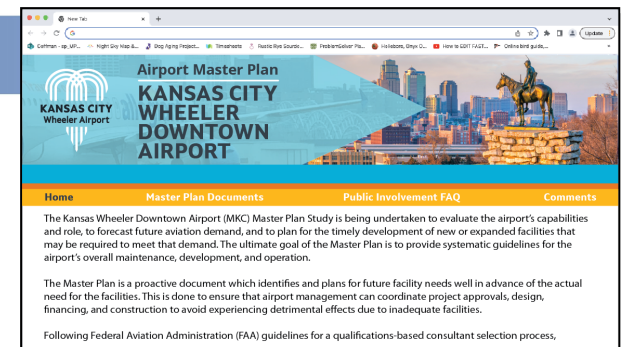 New Tab
G
Update
Coffman - ep_UP...
Night Sky Map &...
Dog Aging Project...
Timesheets
Rustic Rye Sourdo...
ProblemSolver Pla...
Hellebore, Onyx O...
How to EDIT FAST...
Online bird guide,...
Airport Master Plan
KANSAS CITY
WHEELER
DOWNTOWN
AIRPORT
KANSAS CITY
Wheeler Airport
Home Master Plan Documents Public Involvement FAQ Comments
The Kansas Wheeler Downtown Airport (MKC) Master Plan Study is being undertaken to evaluate the airport's capabilities
and role, to forecast future aviation demand, and to plan for the timely development of new or expanded facilities that
may be required to meet that demand. The ultimate goal of the Master Plan is to provide systematic guidelines for the
airport's overall maintenance, development, and operation.
The Master Plan is a proactive document which identifies and plans for future facility needs well in advance of the actual
need for the facilities. This is done to ensure that airport management can coordinate project approvals, design,
financing, and construction to avoid experiencing detrimental effects due to inadequate facilities.
Following Federal Aviation Administration (FAA) guidelines for a qualifications-based consultant selection process,